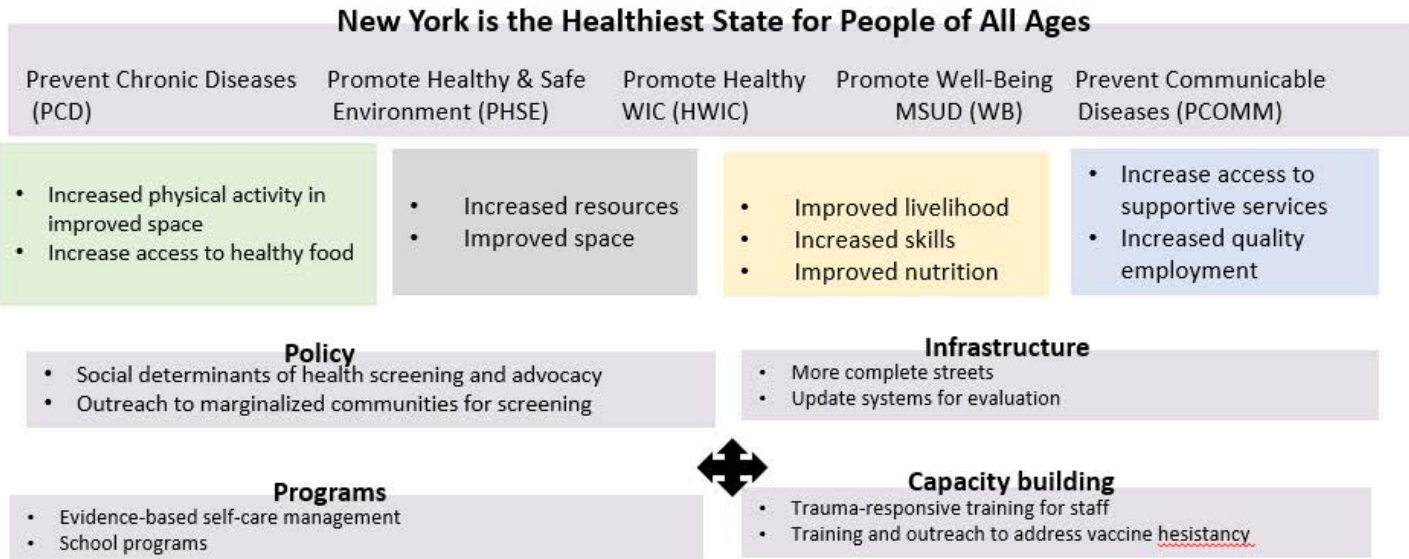 New York is the Healthiest State for People of All Ages
Prevent Chronic Diseases
(PCD)
Promote Healthy & Safe
Environment (PHSE)
Promote Healthy
WIC (HWIC)
Promote Well-Being
MSUD (WB)
Prevent Communicable
Diseases (PCOMM)
• Increased physical activity in
improved space
• Increase access to healthy food
• Increased resources
• Improved space
• Improved livelihood
• Increased skills
• Improved nutrition
• Increase access to
supportive services
• Increased quality
employment
Policy
• Social determinants of health screening and advocacy
• Outreach to marginalized communities for screening
Infrastructure
• More complete streets
• Update systems for evaluation
Programs
• Evidence-based self-care management
• School programs
Capacity building
• Trauma-responsive training for staff
• Training and outreach to address vaccine hesistancy